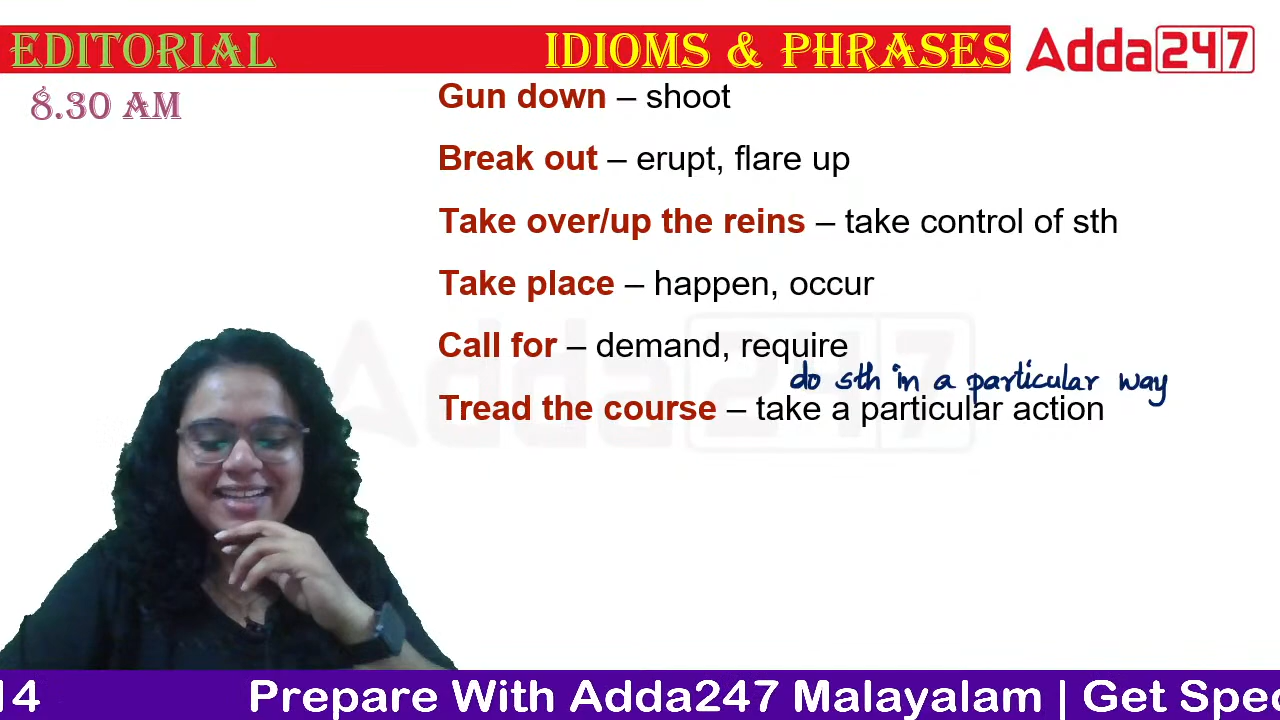 EDITORIAL
IDIOMS & PHRASES
Adda247
8.30 AM
Gun down – shoot
Break out – erupt, flare up
Take over/up the reins – take control of sth
Take place – happen, occur
Call for – demand, require
do sth in a particular way
Tread the course – take a particular action
Adda247
14 Prepare With Adda247 Malayalam | Get Spec